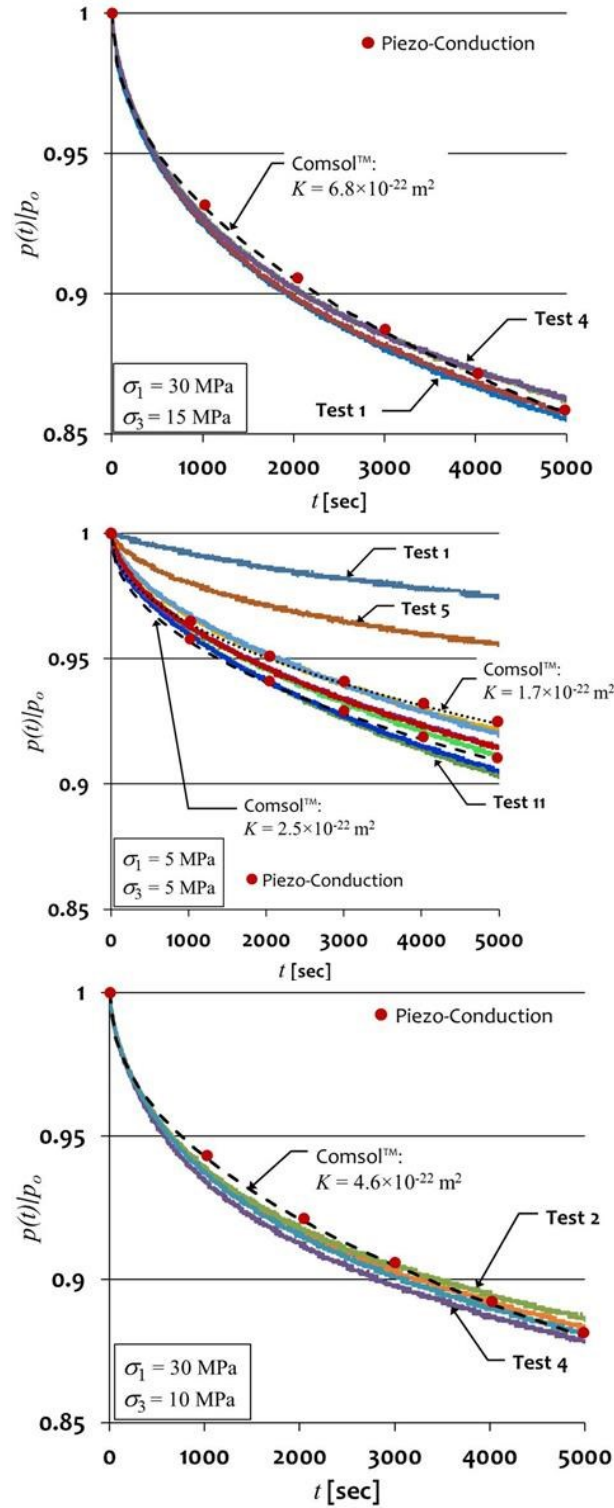 1
Piezo-Conduction
0.95
Comsol™:
K = 6.8×10⁻²² m²
p(t)/pₒ
0.9
Test 4
σ₁ = 30 MPa
σ₃ = 15 MPa
Test 1
0.85
0 1000 2000 3000 4000 5000
t [sec]
1
Test 1
Test 5
0.95
Comsol™:
K = 1.7×10⁻²² m²
p(t)/pₒ
0.9
Test 11
Comsol™:
K = 2.5×10⁻²² m²
σ₁ = 5 MPa
σ₃ = 5 MPa
Piezo-Conduction
0.85
0 1000 2000 3000 4000 5000
t [sec]
1
Piezo-Conduction
0.95
Comsol™:
K = 4.6×10⁻²² m²
Test 2
p(t)/pₒ
0.9
Test 4
σ₁ = 30 MPa
σ₃ = 10 MPa
0.85
0 1000 2000 3000 4000 5000
t [sec]